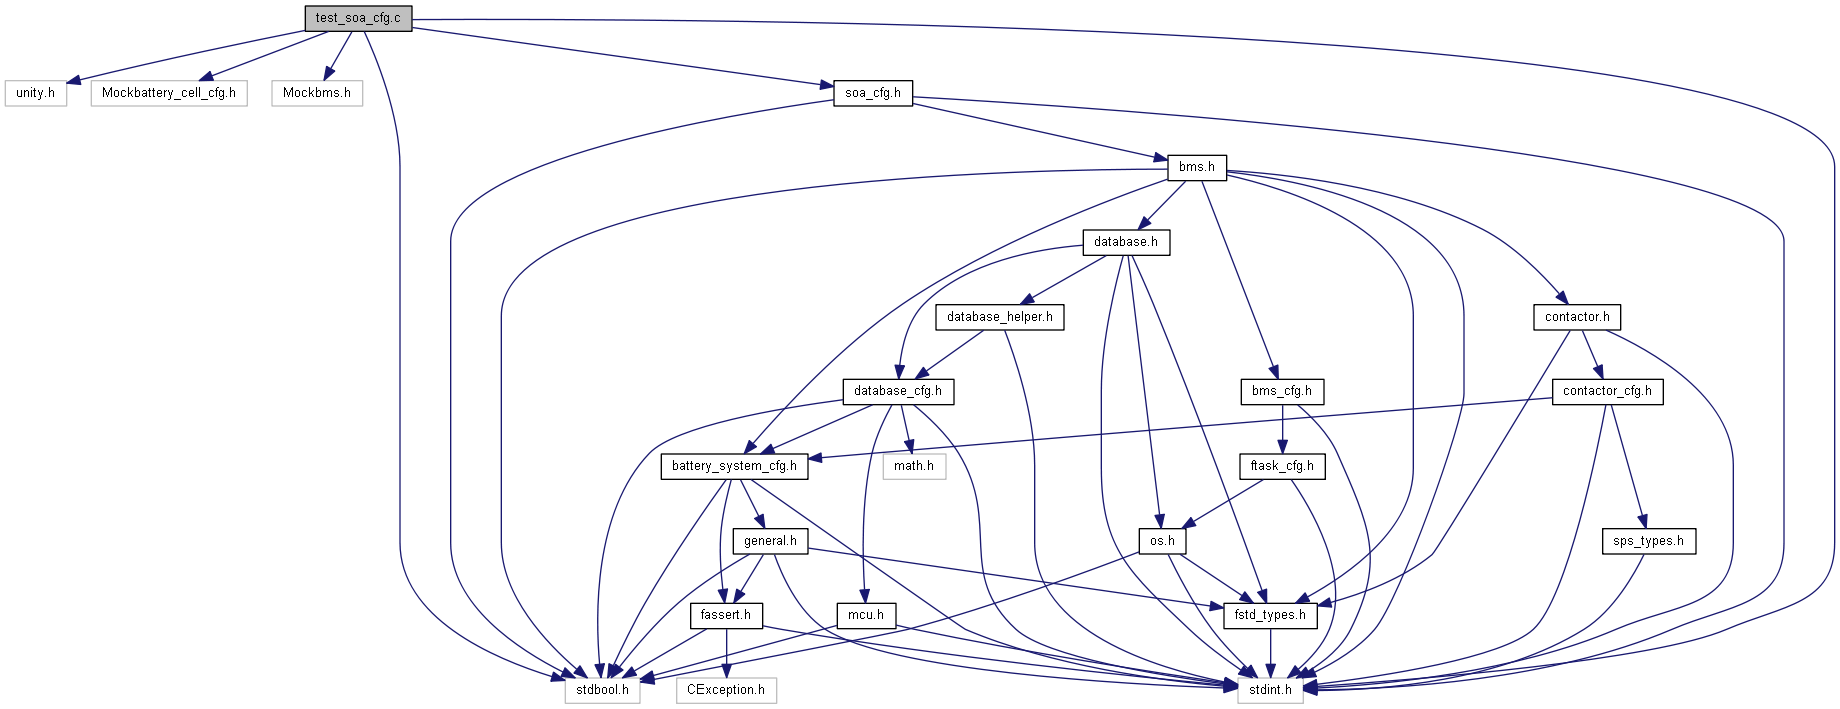 test_soa_cfg.c
unity.h
Mockbattery_cell_cfg.h
Mockbms.h
soa_cfg.h
bms.h
database.h
database_helper.h
contactor.h
database_cfg.h
bms_cfg.h
contactor_cfg.h
battery_system_cfg.h
math.h
ftask_cfg.h
general.h
os.h
sps_types.h
fassert.h
mcu.h
fstd_types.h
stdbool.h
CException.h
stdint.h